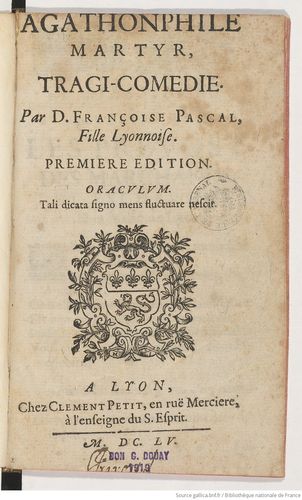 AGATHONPHILE
MARTYR,
TRAGI-COMEDIE.
Par D. FRANÇOISE PASCAL,
Fille Lyonnoise.
PREMIERE EDITION.
ORACVLVM.
Tali dicata signo mens fluctuare nescit.
A LYON,
Chez CLEMENT PETIT, en ruë Merciere,
à l'enseigne du S. Esprit.
M. DC. LV.
DON G. DOUAY
1919
Source gallica.bnf.fr / Bibliothèque nationale de France